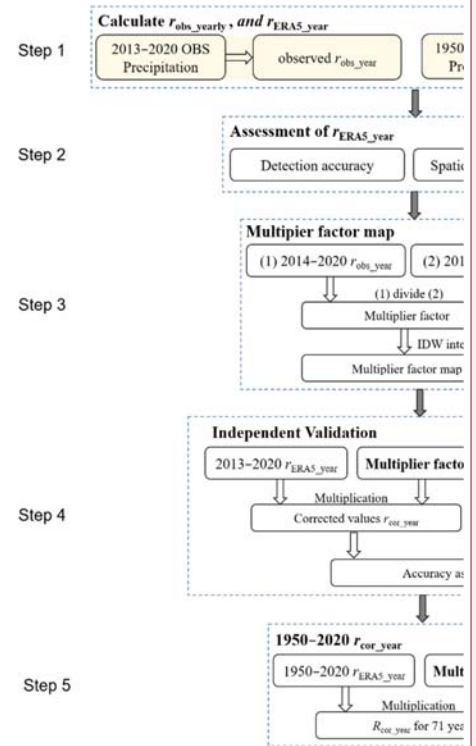 Calculate r_obs_yearly, and r_ERA5_year
Step 1
2013–2020 OBS
Precipitation
observed r_obs_year
1950
Step 2
Assessment of r_ERA5_year
Detection accuracy
Step 3
Multipier factor map
(1) 2014–2020 r_obs_year
(2) 201
(1) divide (2)
Multiplier factor
IDW
Multiplier factor map
Step 4
Independent Validation
2013–2020 r_ERA5_year
Multiplier facto
Multiplication
Corrected values r_cor_year
Accuracy as
Step 5
1950–2020 r_cor_year
1950–2020 r_ERA5_year
Mult
Multiplication
R_cor_year for 71 yea